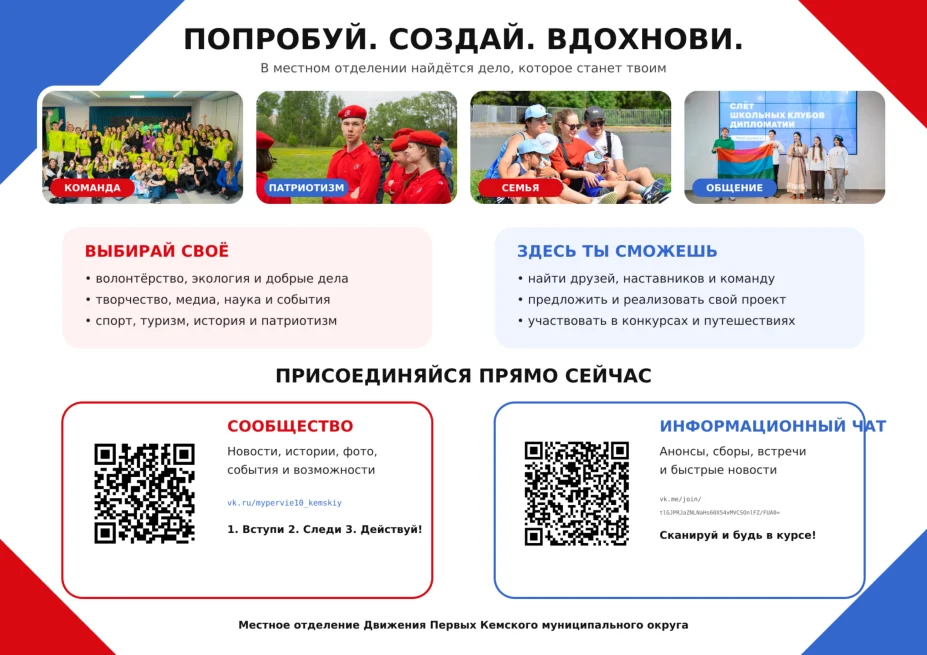 ПОПРОБУЙ. СОЗДАЙ. ВДОХНОВИ.
В местном отделении найдётся дело, которое станет твоим
СЛЁТ
ШКОЛЬНЫХ КЛУБОВ
ДИПЛОМАТИИ
КОМАНДА
ПАТРИОТИЗМ
СЕМЬЯ
ОБЩЕНИЕ
ВЫБИРАЙ СВОЁ
• волонтёрство, экология и добрые дела
• творчество, медиа, наука и события
• спорт, туризм, история и патриотизм
ЗДЕСЬ ТЫ СМОЖЕШЬ
• найти друзей, наставников и команду
• предложить и реализовать свой проект
• участвовать в конкурсах и путешествиях
ПРИСОЕДИНЯЙСЯ ПРЯМО СЕЙЧАС
СООБЩЕСТВО
Новости, истории, фото,
события и возможности
vk.ru/mypervie10_kemskiy
1. Вступи 2. Следи 3. Действуй!
ИНФОРМАЦИОННЫЙ ЧАТ
Анонсы, сборы, встречи
и быстрые новости
vk.me/join/
Сканируй и будь в курсе!
Местное отделение Движения Первых Кемского муниципального округа